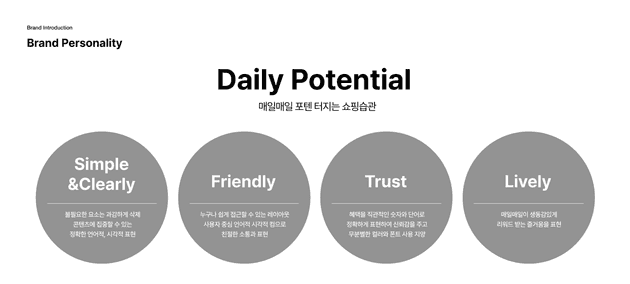 Brand Introduction
Brand Personality
Daily Potential
매일매일 포텐 터지는 쇼핑습관
Simple
&Clearly
불필요한 요소는 과감하게 삭제
콘텐츠에 집중할 수 있는
정확한 언어적, 시각적 표현
Friendly
누구나 쉽게 접근할 수 있는 레이아웃
사용자 중심 언어적 시각적 컴으로
친절한 소통과 표현
Trust
혜택을 직관적인 숫자와 단어로
정확하게 표현하여 신뢰감을 주고
무분별한 컬러와 폰트 사용 지양
Lively
매일매일이 생동감있게
리워드 받는 즐거움을 표현